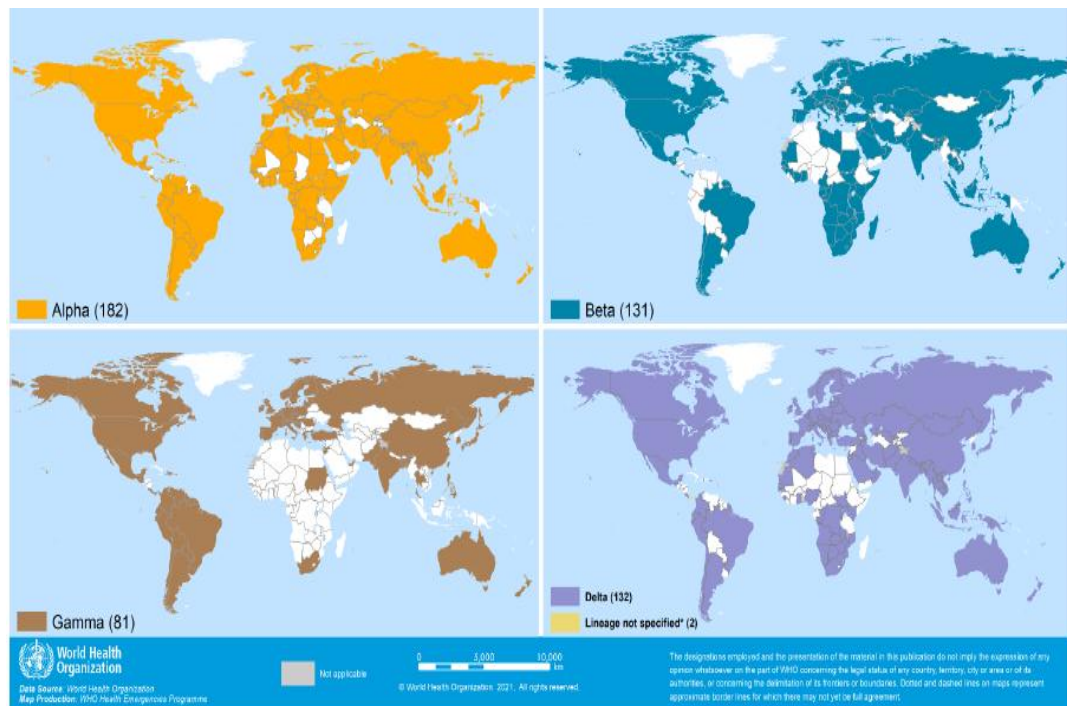 Alpha (182)
Beta (131)
Gamma (81)
Delta (132)
Lineage not specified* (2)
World Health
Organization
Data Source: World Health Organization
Map Production: WHO Health Emergencies Programme
Not applicable
0 5,000 10,000
km
© World Health Organization 2021, All rights reserved.
The designations employed and the presentation of the material in this publication do not imply the expression of any
opinion whatsoever on the part of WHO concerning the legal status of any country, territory, city or area or of its
authorities, or concerning the delimitation of its frontiers or boundaries. Dotted and dashed lines on maps represent
approximate border lines for which there may not yet be full agreement.